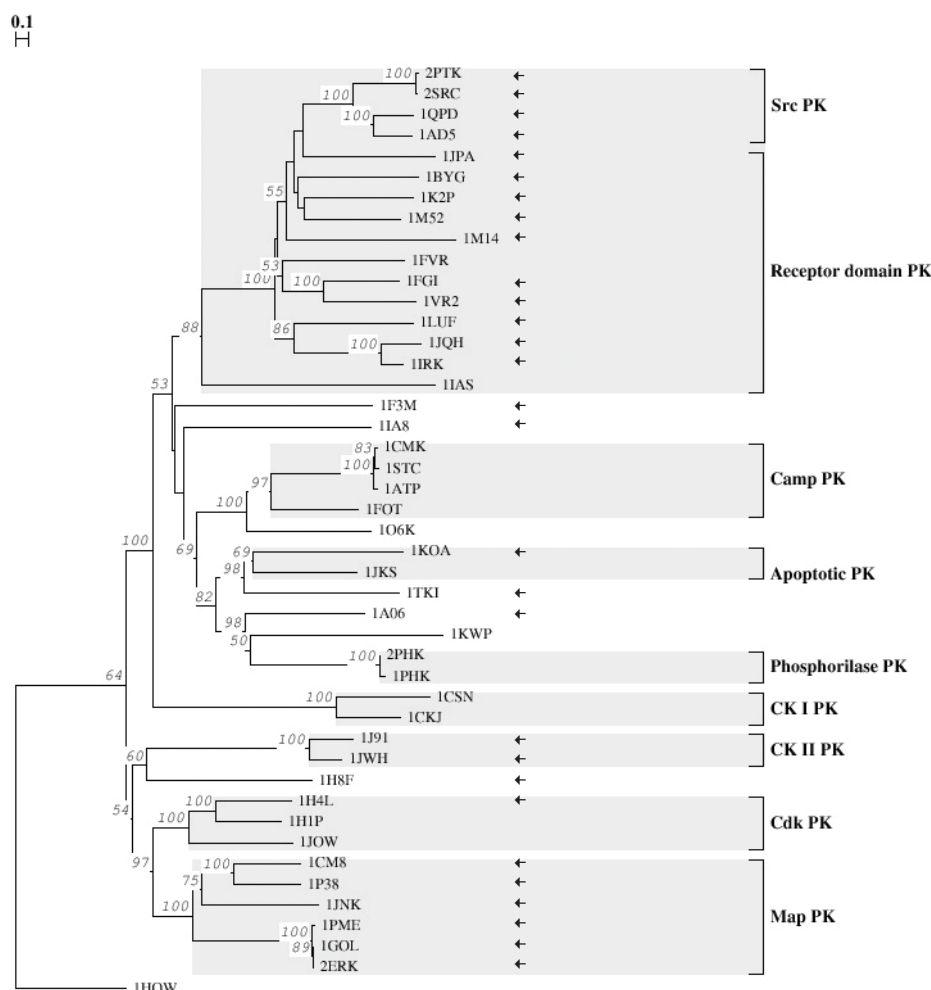 0.1
100 2PTK
2SRC
100
Src PK
100 1QPD
1AD5
1JPA
1BYG
55
1K2P
1M52
1M14
53
1FVR
Receptor domain PK
100
100 1FGI
1VR2
86
1LUF
88
100 1JQH
1IRK
53
1IAS
1F3M
1IA8
83 1CMK
100 1STC
97
Camp PK
1ATP
100
1FOT
1O6K
100
69
69 1KOA
98
1JKS
Apoptotic PK
82
1TKI
98
1A06
50
1KWP
100 2PHK
Phosphorilase PK
1PHK
64
100 1CSN
CK I PK
1CKJ
60
100 1J91
CK II PK
1JWH
1H8F
54
100 1H4L
100
1H1P
Cdk PK
1JOW
97
100 1CM8
75
1P38
100
1JNK
Map PK
100 1PME
89 1GOL
2ERK
1HOW